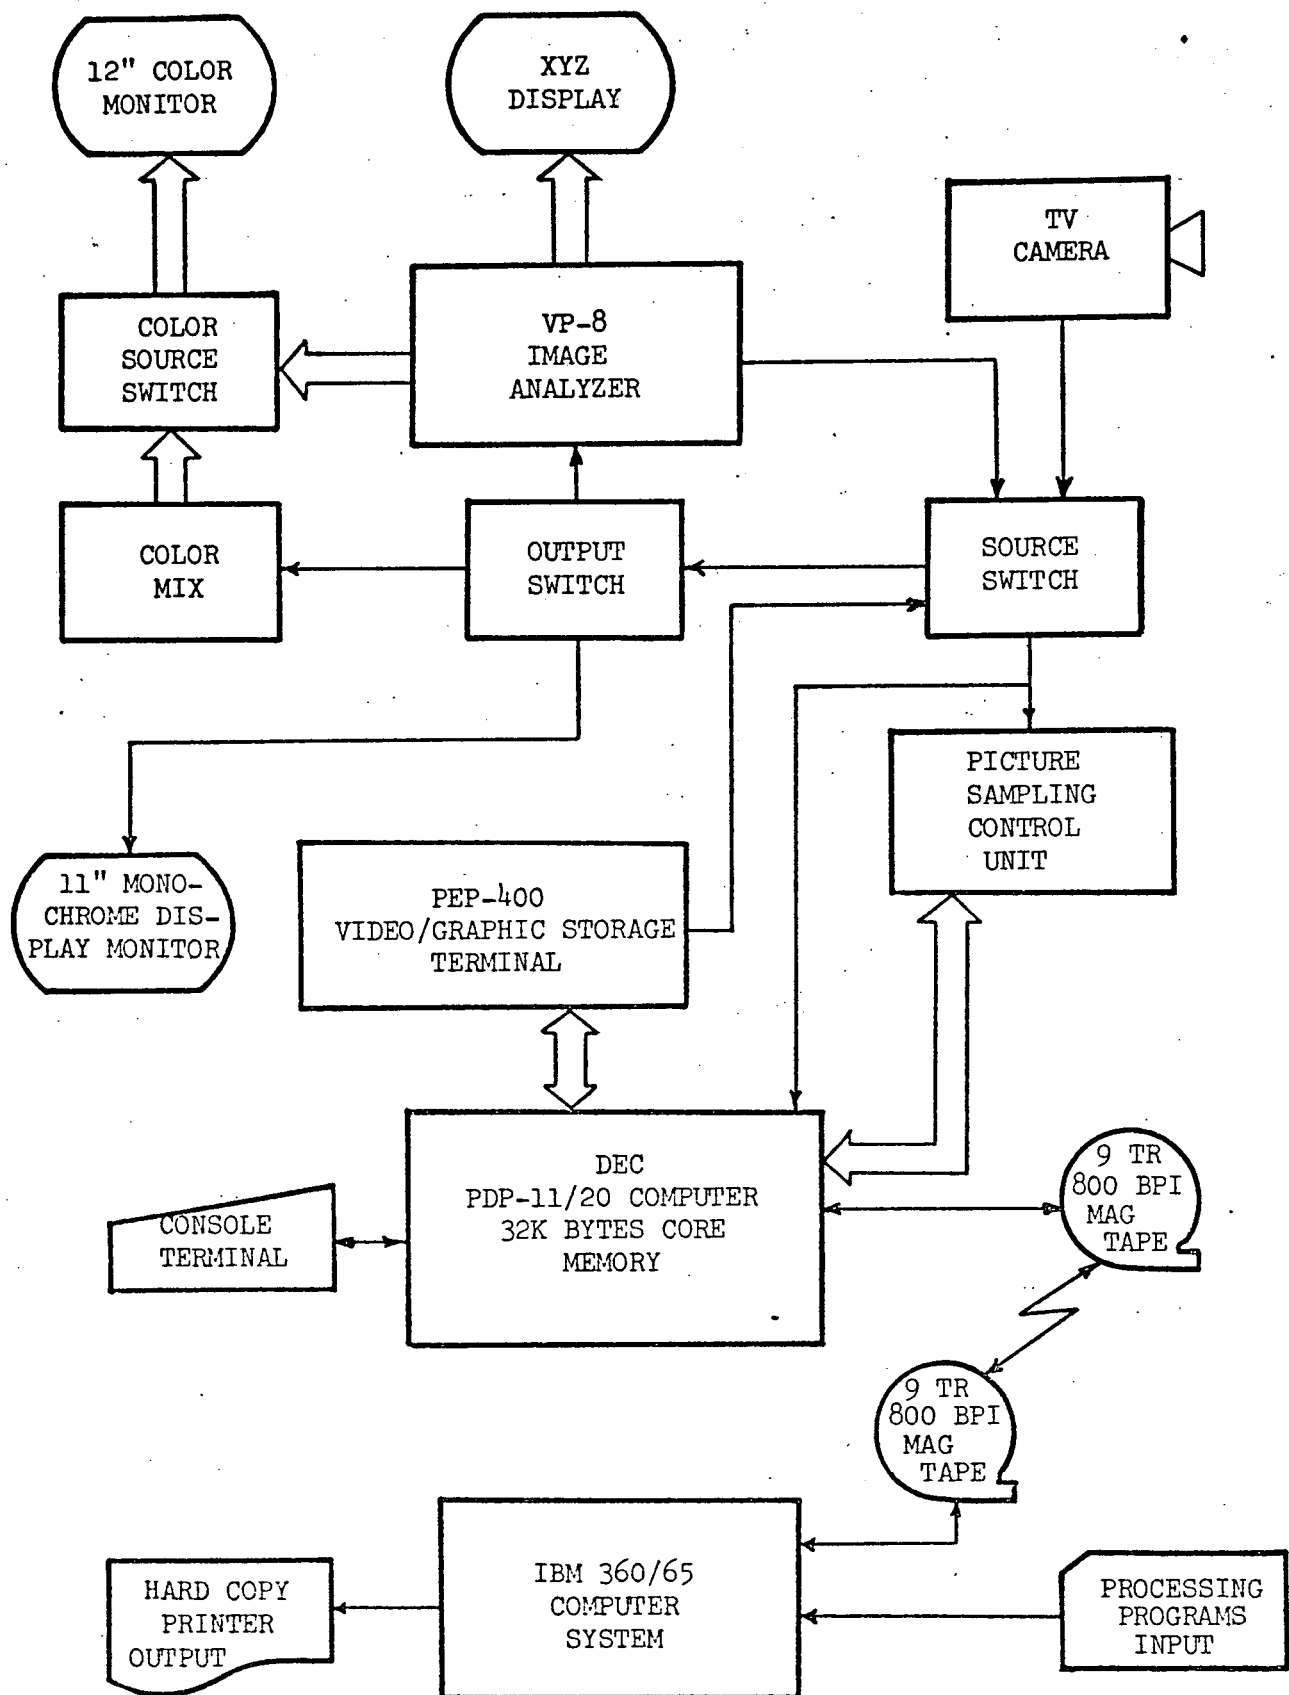 12" COLOR
MONITOR
XYZ
DISPLAY
TV
CAMERA
COLOR
SOURCE
SWITCH
VP-8
IMAGE
ANALYZER
COLOR
MIX
OUTPUT
SWITCH
SOURCE
SWITCH
PICTURE
SAMPLING
CONTROL
UNIT
11" MONO-
CHROME DIS-
PLAY MONITOR
PEP-400
VIDEO/GRAPHIC STORAGE
TERMINAL
DEC
PDP-11/20 COMPUTER
32K BYTES CORE
MEMORY
CONSOLE
TERMINAL
9 TR
800 BPI
MAG
TAPE
9 TR
800 BPI
MAG
TAPE
IBM 360/65
COMPUTER
SYSTEM
HARD COPY
PRINTER
OUTPUT
PROCESSING
PROGRAMS
INPUT